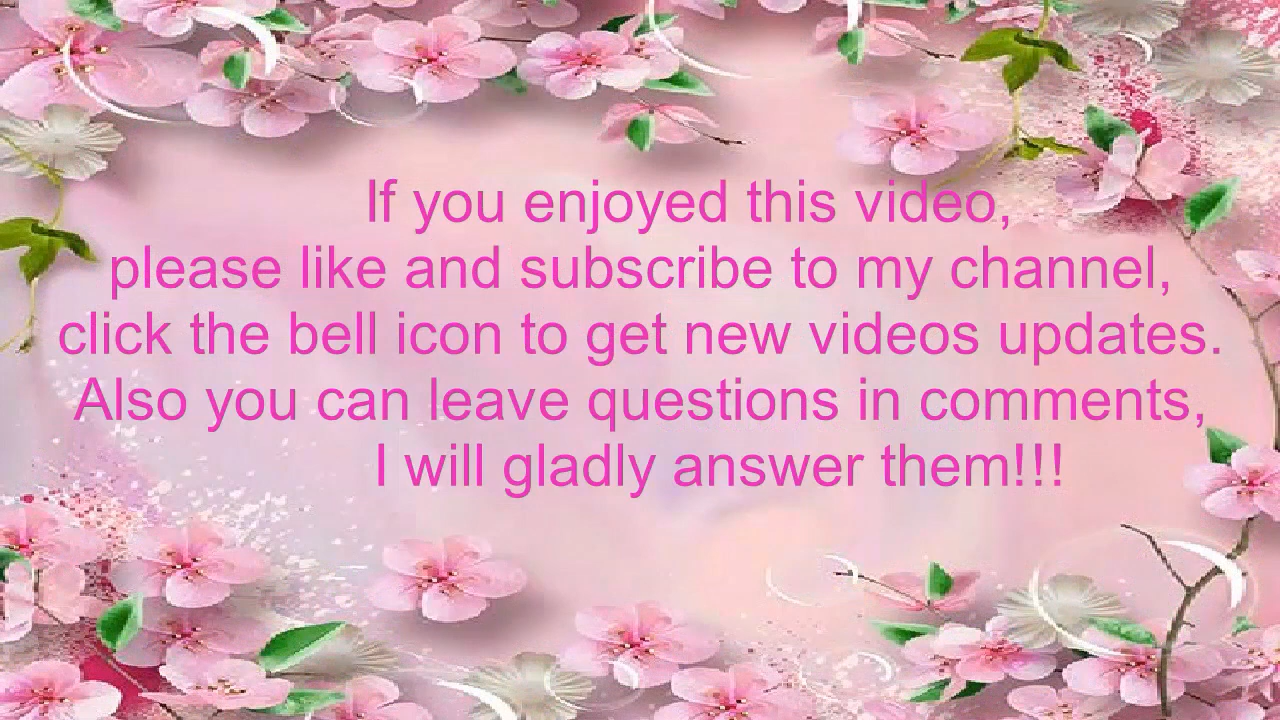 If you enjoyed this video,
please like and subscribe to my channel,
click the bell icon to get new videos updates.
Also you can leave questions in comments,
I will gladly answer them!!!